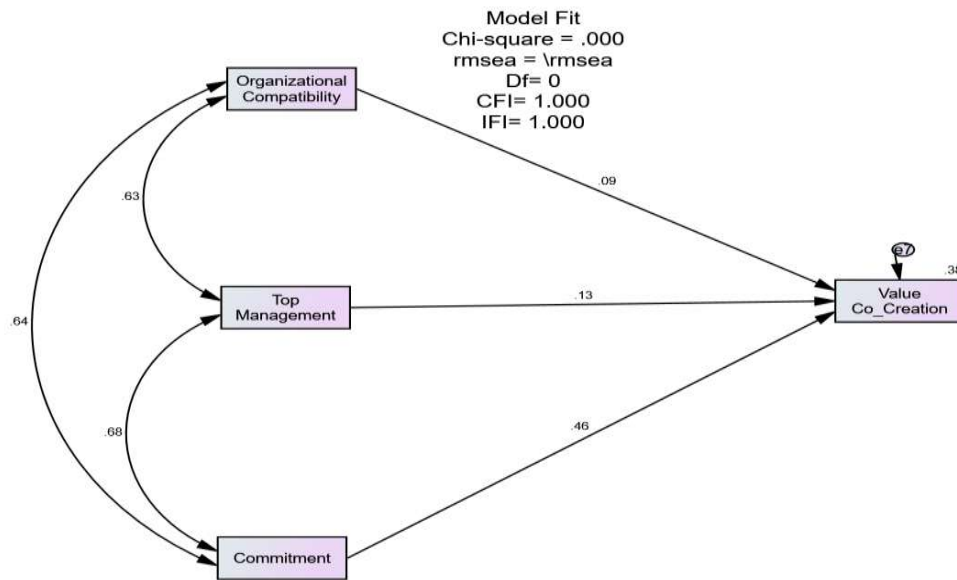 Model Fit
Chi-square = .000
rmsea = \rmsea
Df= 0
CFI= 1.000
IFI= 1.000
Organizational
Compatibility
.09
.63
e7
.38
Top
Management
.13
Value
Co_Creation
.64
.68
.46
Commitment